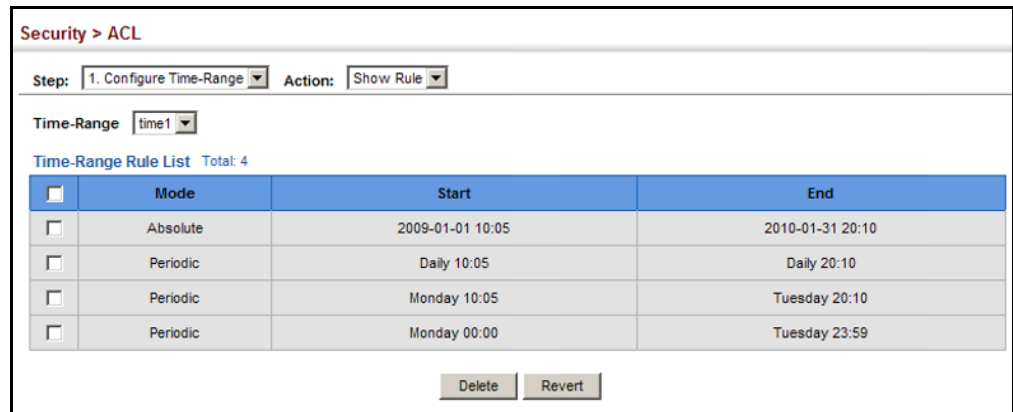 Security > ACL
Step: 1. Configure Time-Range Action: Show Rule
Time-Range time1
Time-Range Rule List Total: 4
Mode Start End
Absolute 2009-01-01 10:05 2010-01-31 20:10
Periodic Daily 10:05 Daily 20:10
Periodic Monday 10:05 Tuesday 20:10
Periodic Monday 00:00 Tuesday 23:59
Delete Revert